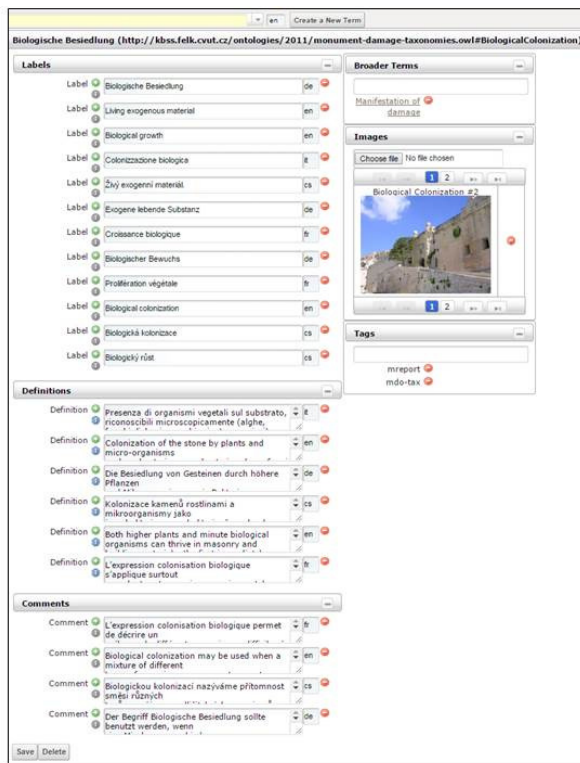 en Create a New Term
Biologische Besiedlung (http://kbss.felk.cvut.cz/ontologies/2011/monument-damage-taxonomies.owl#BiologicalColonization)
Labels
Label Biologische Besiedlung de
Label Living exogenous material en
Label Biological growth en
Label Colonizzazione biologica it
Label Živý exogenní materiál. cs
Label Exogene lebende Substanz de
Label Croissance biologique fr
Label Biologischer Bewuchs de
Label Prolifération végétale fr
Label Biological colonization en
Label Biologická kolonizace cs
Label Biologický růst cs
Definitions
Definition Presenza di organismi vegetali sul substrato, it
riconoscibili microscopicamente (alghe,
Definition Colonization of the stone by plants and en
micro-organisms
Definition Die Besiedlung von Gesteinen durch höhere de
Pflanzen
Definition Kolonizace kamenů rostlinami a cs
mikroorganismy jako
Definition Both higher plants and minute biological en
organisms can thrive in masonry and
Definition L'expression colonisation biologique fr
s'applique surtout
Comments
Comment L'expression colonisation biologique permet fr
de décrire un
Comment Biological colonization may be used when a en
mixture of different
Comment Biologickou kolonizací nazýváme přítomnost cs
směsi různých
Comment Der Begriff Biologische Besiedlung sollte de
benutzt werden, wenn
Save Delete
Broader Terms
Manifestation of
damage
Images
Choose file No file chosen
1 2
Biological Colonization #2
1 2
Tags
mreport
mdo-tax